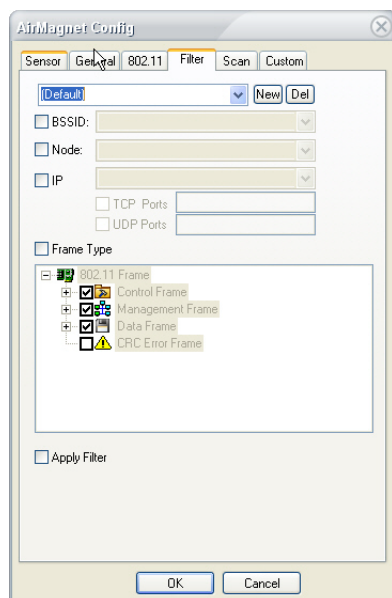 AirMagnet Config
Sensor General 802.11 Filter Scan Custom
(Default) New Del
BSSID:
Node:
IP
TCP Ports
UDP Ports
Frame Type
802.11 Frame
Control Frame
Management Frame
Data Frame
CRC Error Frame
Apply Filter
OK Cancel